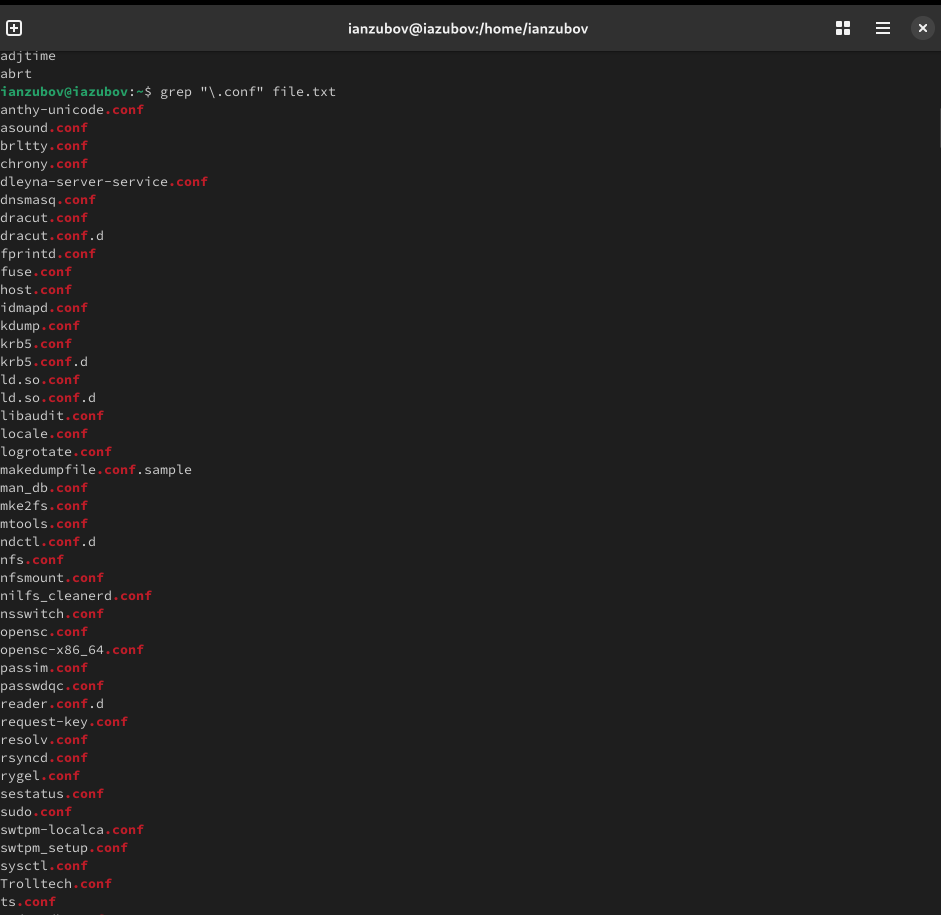 ianzubov@iazubov:/home/ianzubov
adjtime
abrt
ianzubov@iazubov:~$ grep "\.conf" file.txt
anthy-unicode.conf
asound.conf
brltty.conf
chrony.conf
dleyna-server-service.conf
dnsmasq.conf
dracut.conf
dracut.conf.d
fprintd.conf
fuse.conf
host.conf
idmapd.conf
kdump.conf
krb5.conf
krb5.conf.d
ld.so.conf
ld.so.conf.d
libaudit.conf
locale.conf
logrotate.conf
makedumpfile.conf.sample
man_db.conf
mke2fs.conf
mtools.conf
ndctl.conf.d
nfs.conf
nfsmount.conf
nilfs_cleanerd.conf
nsswitch.conf
opensc.conf
opensc-x86_64.conf
passim.conf
passwdqc.conf
reader.conf.d
request-key.conf
resolv.conf
rsyncd.conf
rygel.conf
sestatus.conf
sudo.conf
swtpm-localca.conf
swtpm_setup.conf
sysctl.conf
Trolltech.conf
ts.conf